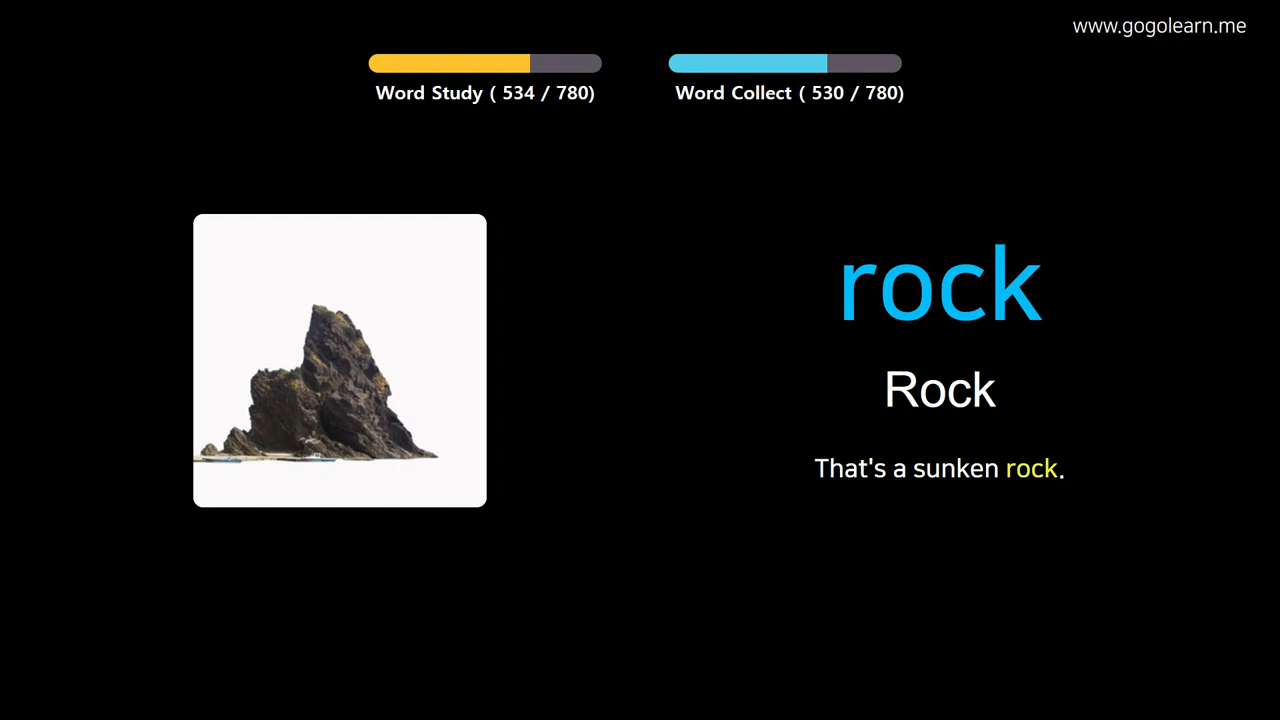 www.gogolearn.me
Word Study ( 534 / 780)
Word Collect ( 530 / 780)
rock
Rock
That's a sunken rock.